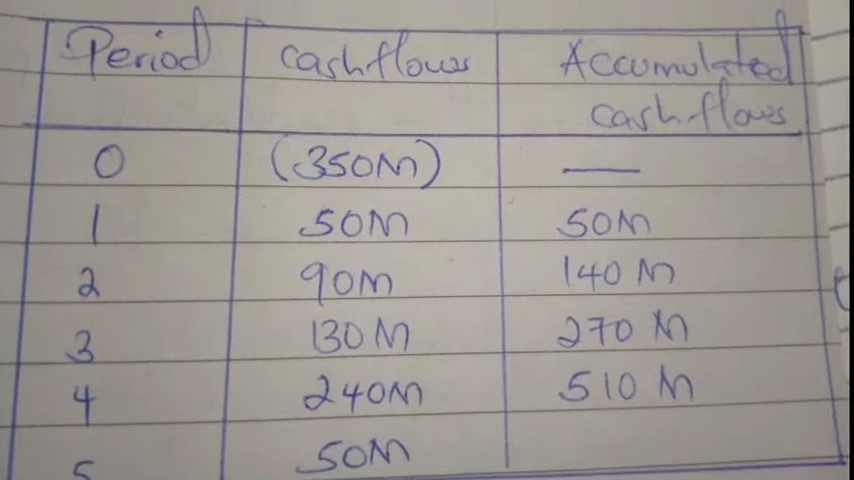 Period cashflows Accumulated
cashflows
0 (350M) —
1 50M 50M
2 90M 140M
3 130M 270M
4 240M 510M
5 50M